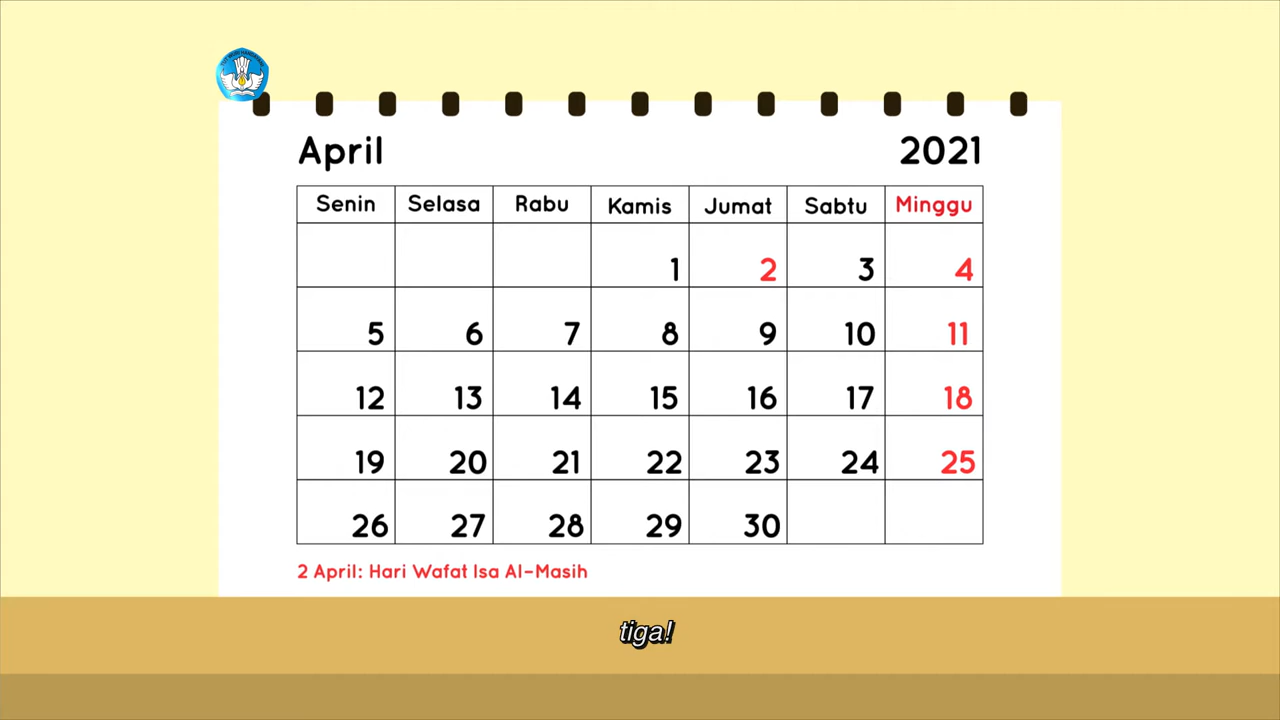 April 2021
Senin Selasa Rabu Kamis Jumat Sabtu Minggu
1 2 3 4
5 6 7 8 9 10 11
12 13 14 15 16 17 18
19 20 21 22 23 24 25
26 27 28 29 30
2 April: Hari Wafat Isa Al-Masih
tiga!